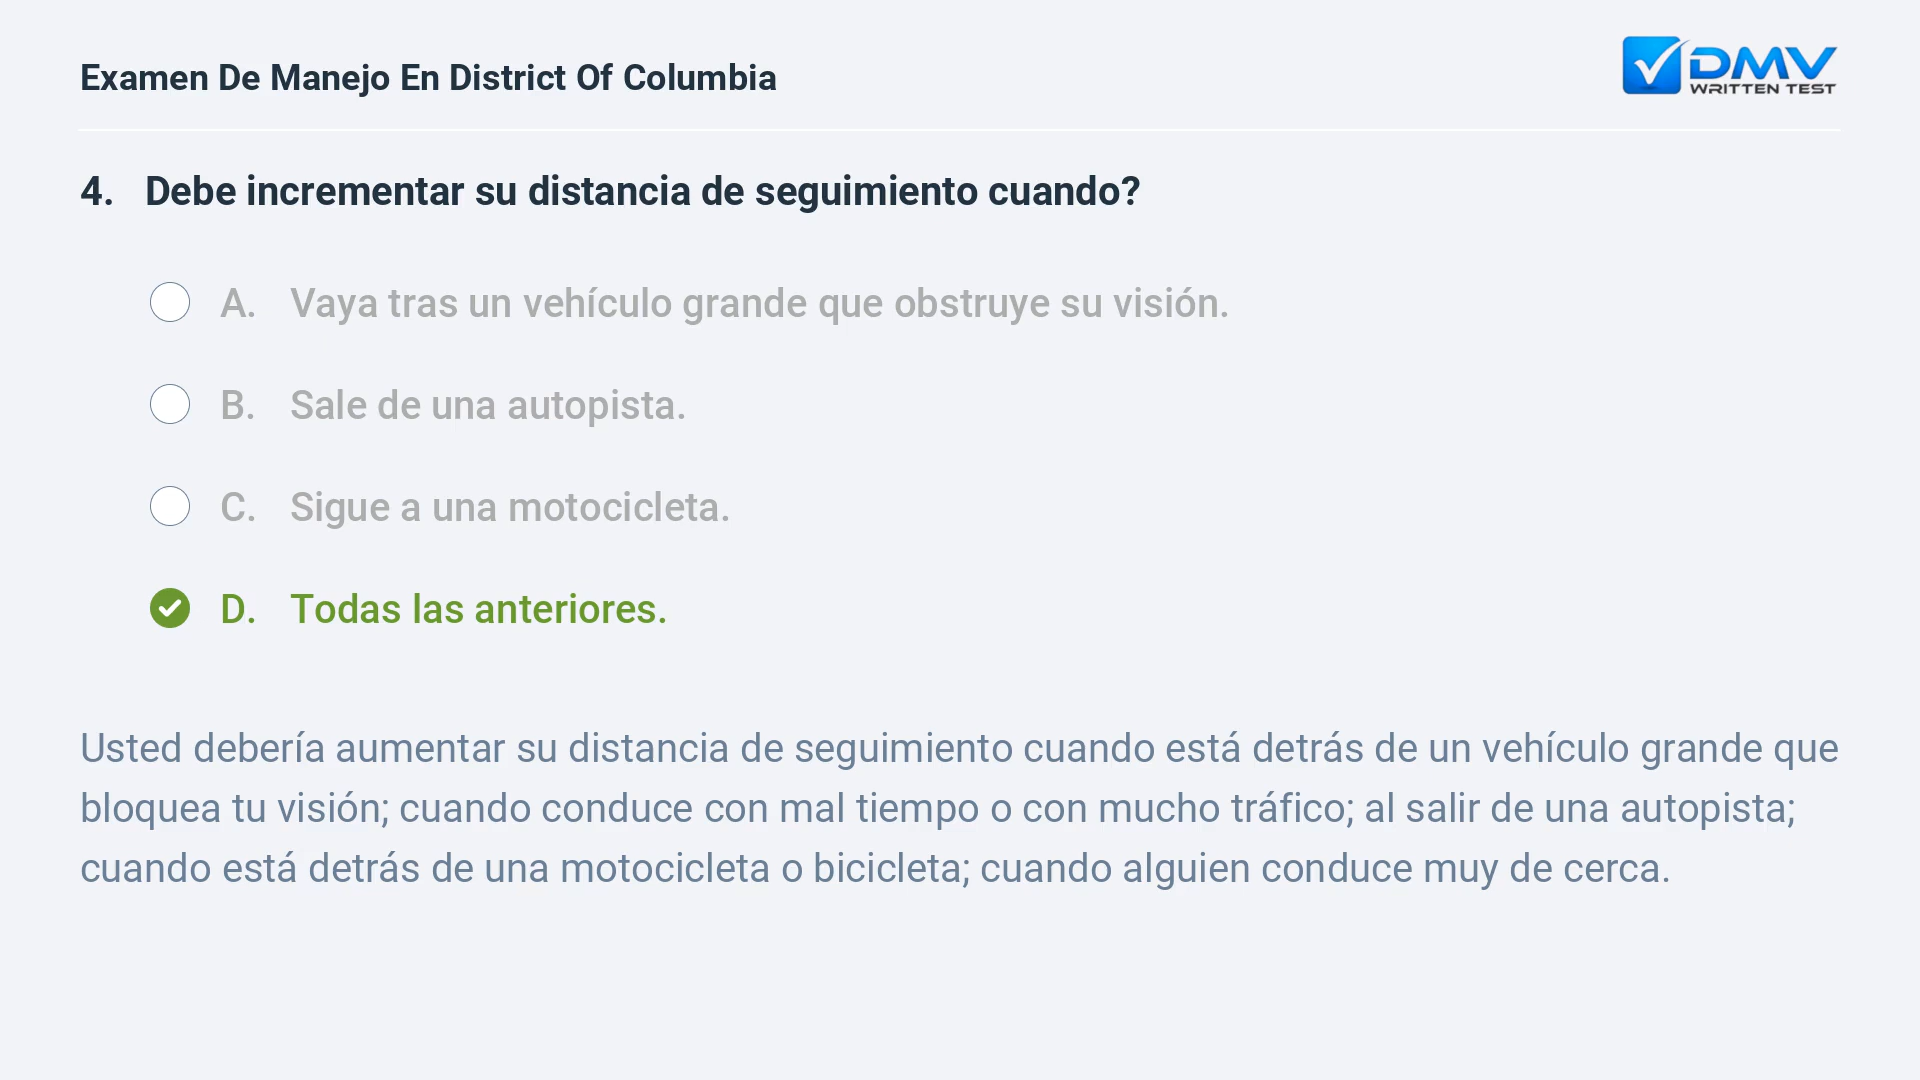 Examen De Manejo En District Of Columbia
DMV
WRITTEN TEST
4. Debe incrementar su distancia de seguimiento cuando?
A. Vaya tras un vehículo grande que obstruye su visión.
B. Sale de una autopista.
C. Sigue a una motocicleta.
D. Todas las anteriores.
Usted debería aumentar su distancia de seguimiento cuando está detrás de un vehículo grande que
bloquea tu visión; cuando conduce con mal tiempo o con mucho tráfico; al salir de una autopista;
cuando está detrás de una motocicleta o bicicleta; cuando alguien conduce muy de cerca.